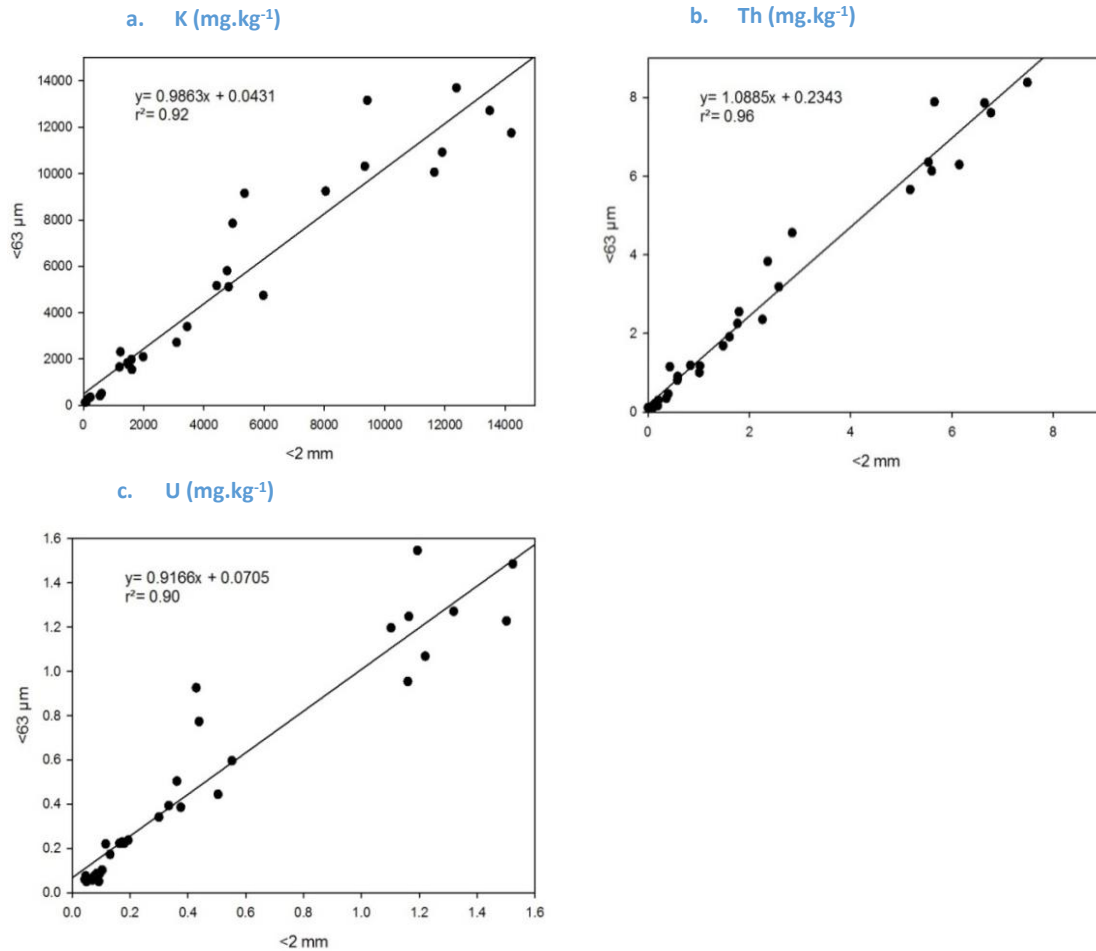 a. K (mg.kg-1)
y= 0.9863x + 0.0431
r²= 0.92
14000
12000
10000
8000
6000
4000
2000
0
<63 µm
0 2000 4000 6000 8000 10000 12000 14000
<2 mm
b. Th (mg.kg-1)
y= 1.0885x + 0.2343
r²= 0.96
8
6
4
2
0
<63 µm
0 2 4 6 8
<2 mm
c. U (mg.kg-1)
y= 0.9166x + 0.0705
r²= 0.90
1.6
1.4
1.2
1.0
0.8
0.6
0.4
0.2
0.0
<63 µm
0.0 0.2 0.4 0.6 0.8 1.0 1.2 1.4 1.6
<2 mm